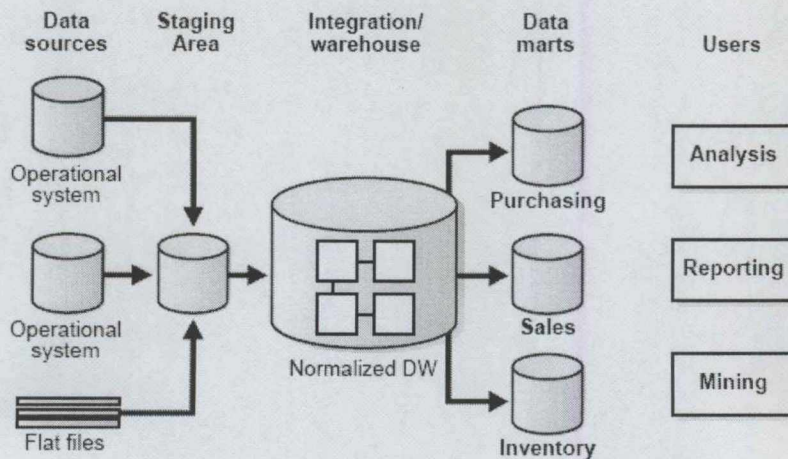 Data
sources
Staging
Area
Integration/
warehouse
Data
marts
Users
Operational
system
Operational
system
Flat files
Normalized DW
Purchasing
Sales
Inventory
Analysis
Reporting
Mining